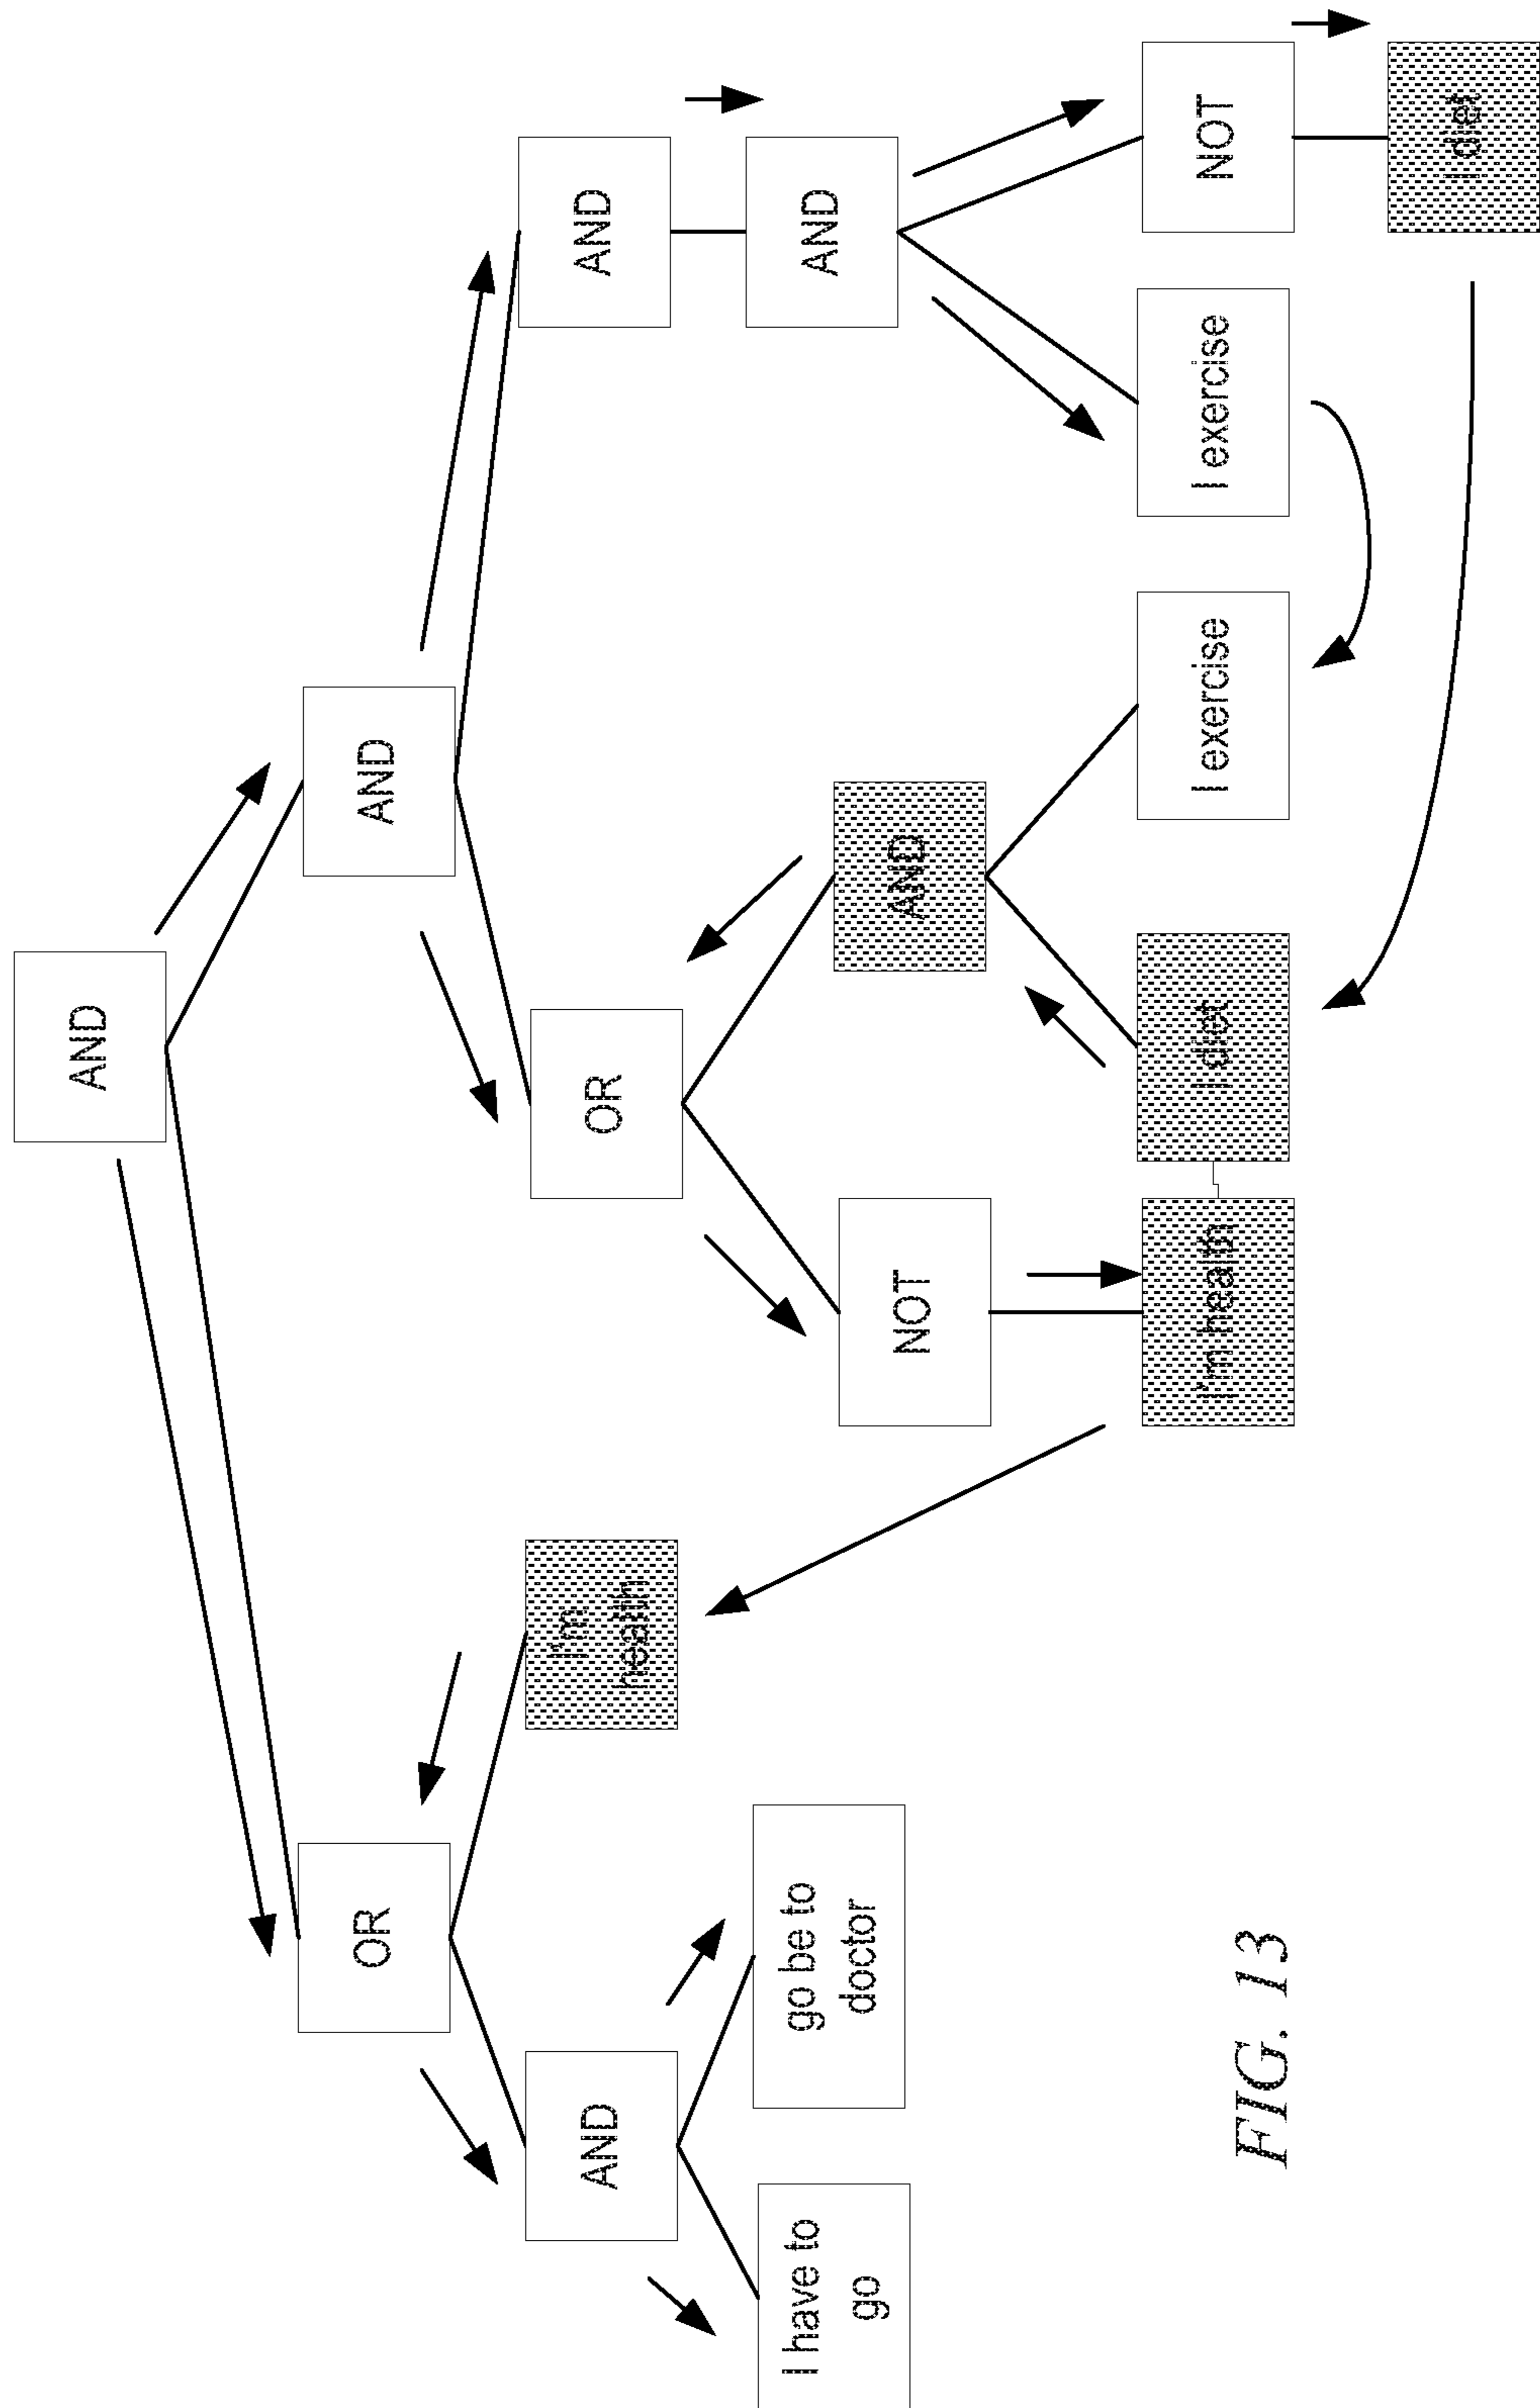 AND
OR
AND
AND
I'm
health
OR
AND
I have to
go
go be to
doctor
NOT
AND
AND
I'm health
I diet
I exercise
I exercise
NOT
I diet
FIG. 13